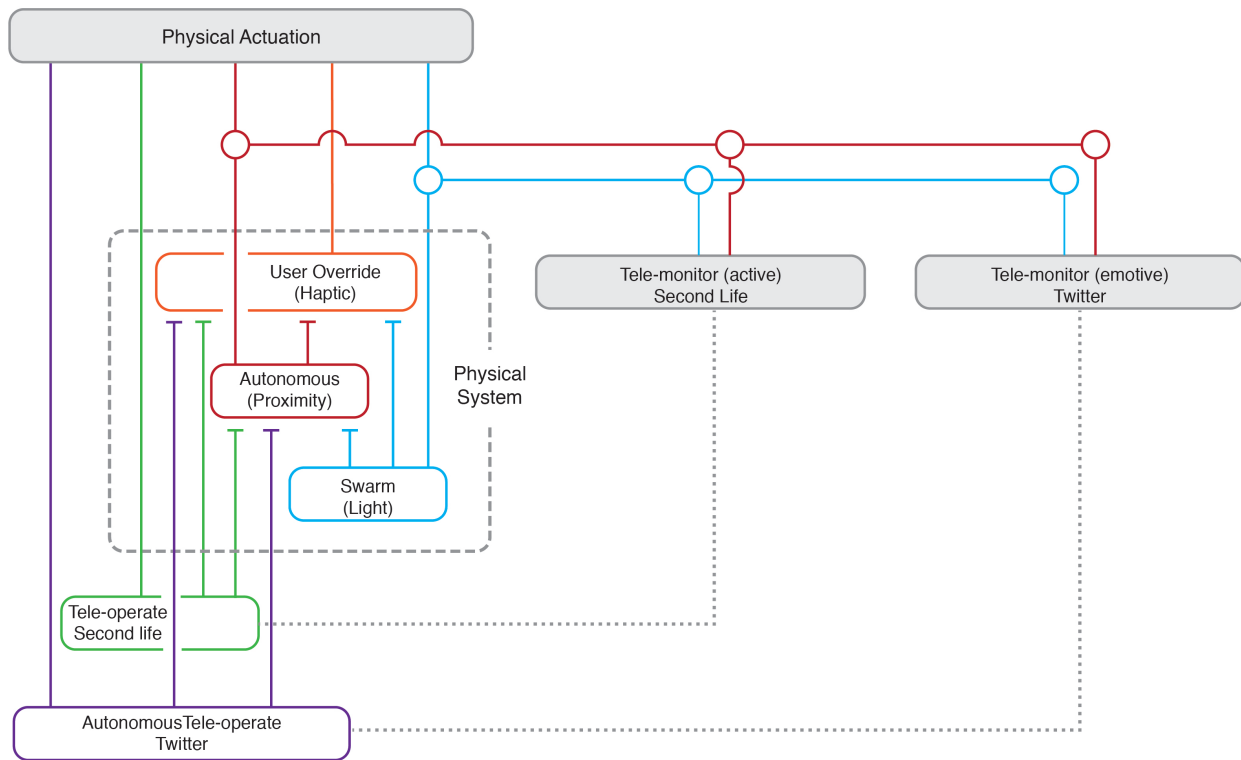 Physical Actuation
User Override
(Haptic)
Tele-monitor (active)
Second Life
Tele-monitor (emotive)
Twitter
Autonomous
(Proximity)
Physical
System
Swarm
(Light)
Tele-operate
Second life
AutonomousTele-operate
Twitter